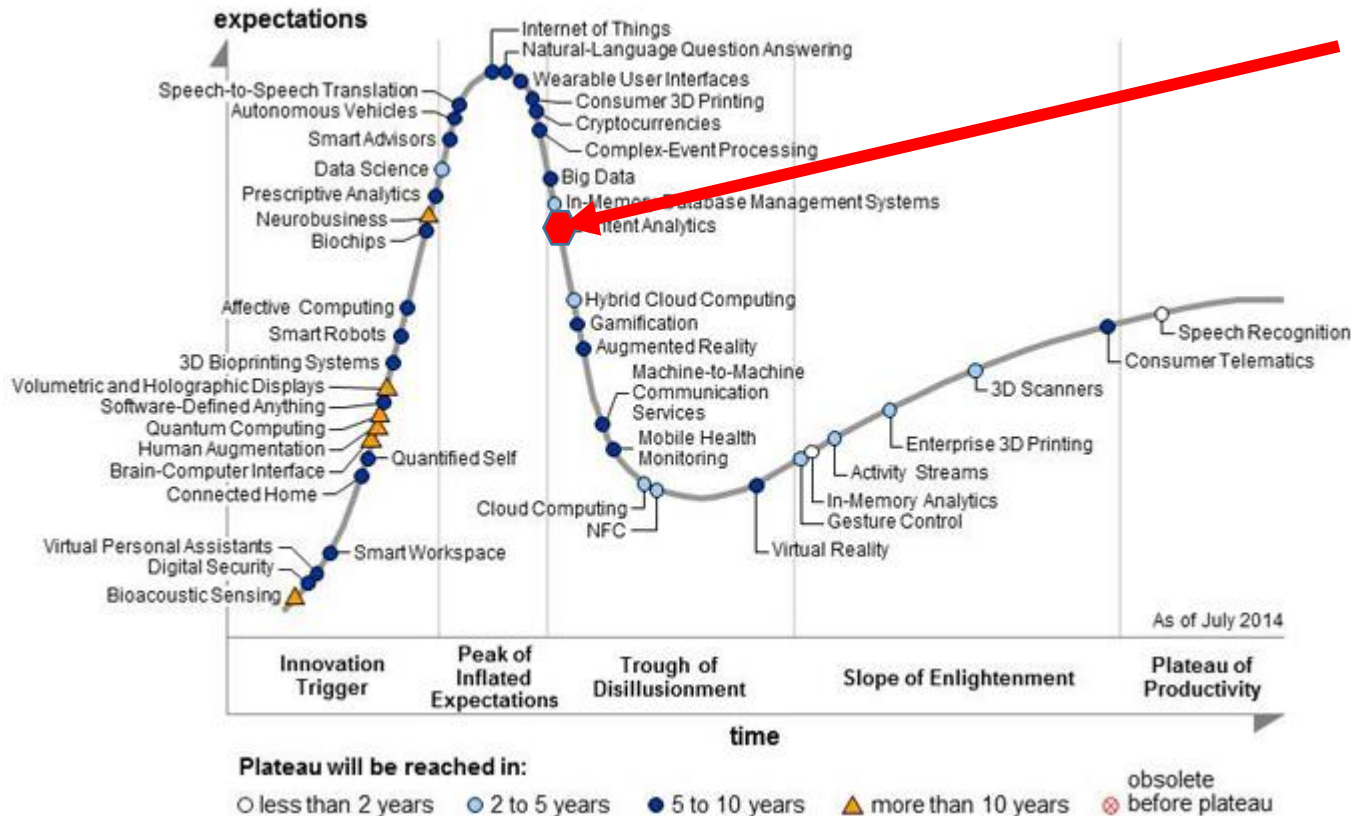 expectations
Internet of Things
Natural-Language Question Answering
Wearable User Interfaces
Speech-to-Speech Translation
Consumer 3D Printing
Autonomous Vehicles
Cryptocurrencies
Smart Advisors
Complex-Event Processing
Data Science
Big Data
Prescriptive Analytics
In-Memory Database Management Systems
Neurobusiness
Analytics
Biochips
Hybrid Cloud Computing
Affective Computing
Gamification
Smart Robots
Augmented Reality
3D Bioprinting Systems
Machine-to-Machine
Communication
Services
Volumetric and Holographic Displays
Software-Defined Anything
Quantum Computing
Human Augmentation
Mobile Health
Monitoring
Brain-Computer Interface
Quantified Self
Connected Home
Cloud Computing
NFC
Virtual Personal Assistants
Smart Workspace
Digital Security
Bioacoustic Sensing
Virtual Reality
Gesture Control
In-Memory Analytics
Activity Streams
Enterprise 3D Printing
3D Scanners
Consumer Telematics
Speech Recognition
As of July 2014
Innovation
Trigger
Peak of
Inflated
Expectations
Trough of
Disillusionment
Slope of Enlightenment
Plateau of
Productivity
time
Plateau will be reached in:
less than 2 years
2 to 5 years
5 to 10 years
more than 10 years
obsolete
before plateau